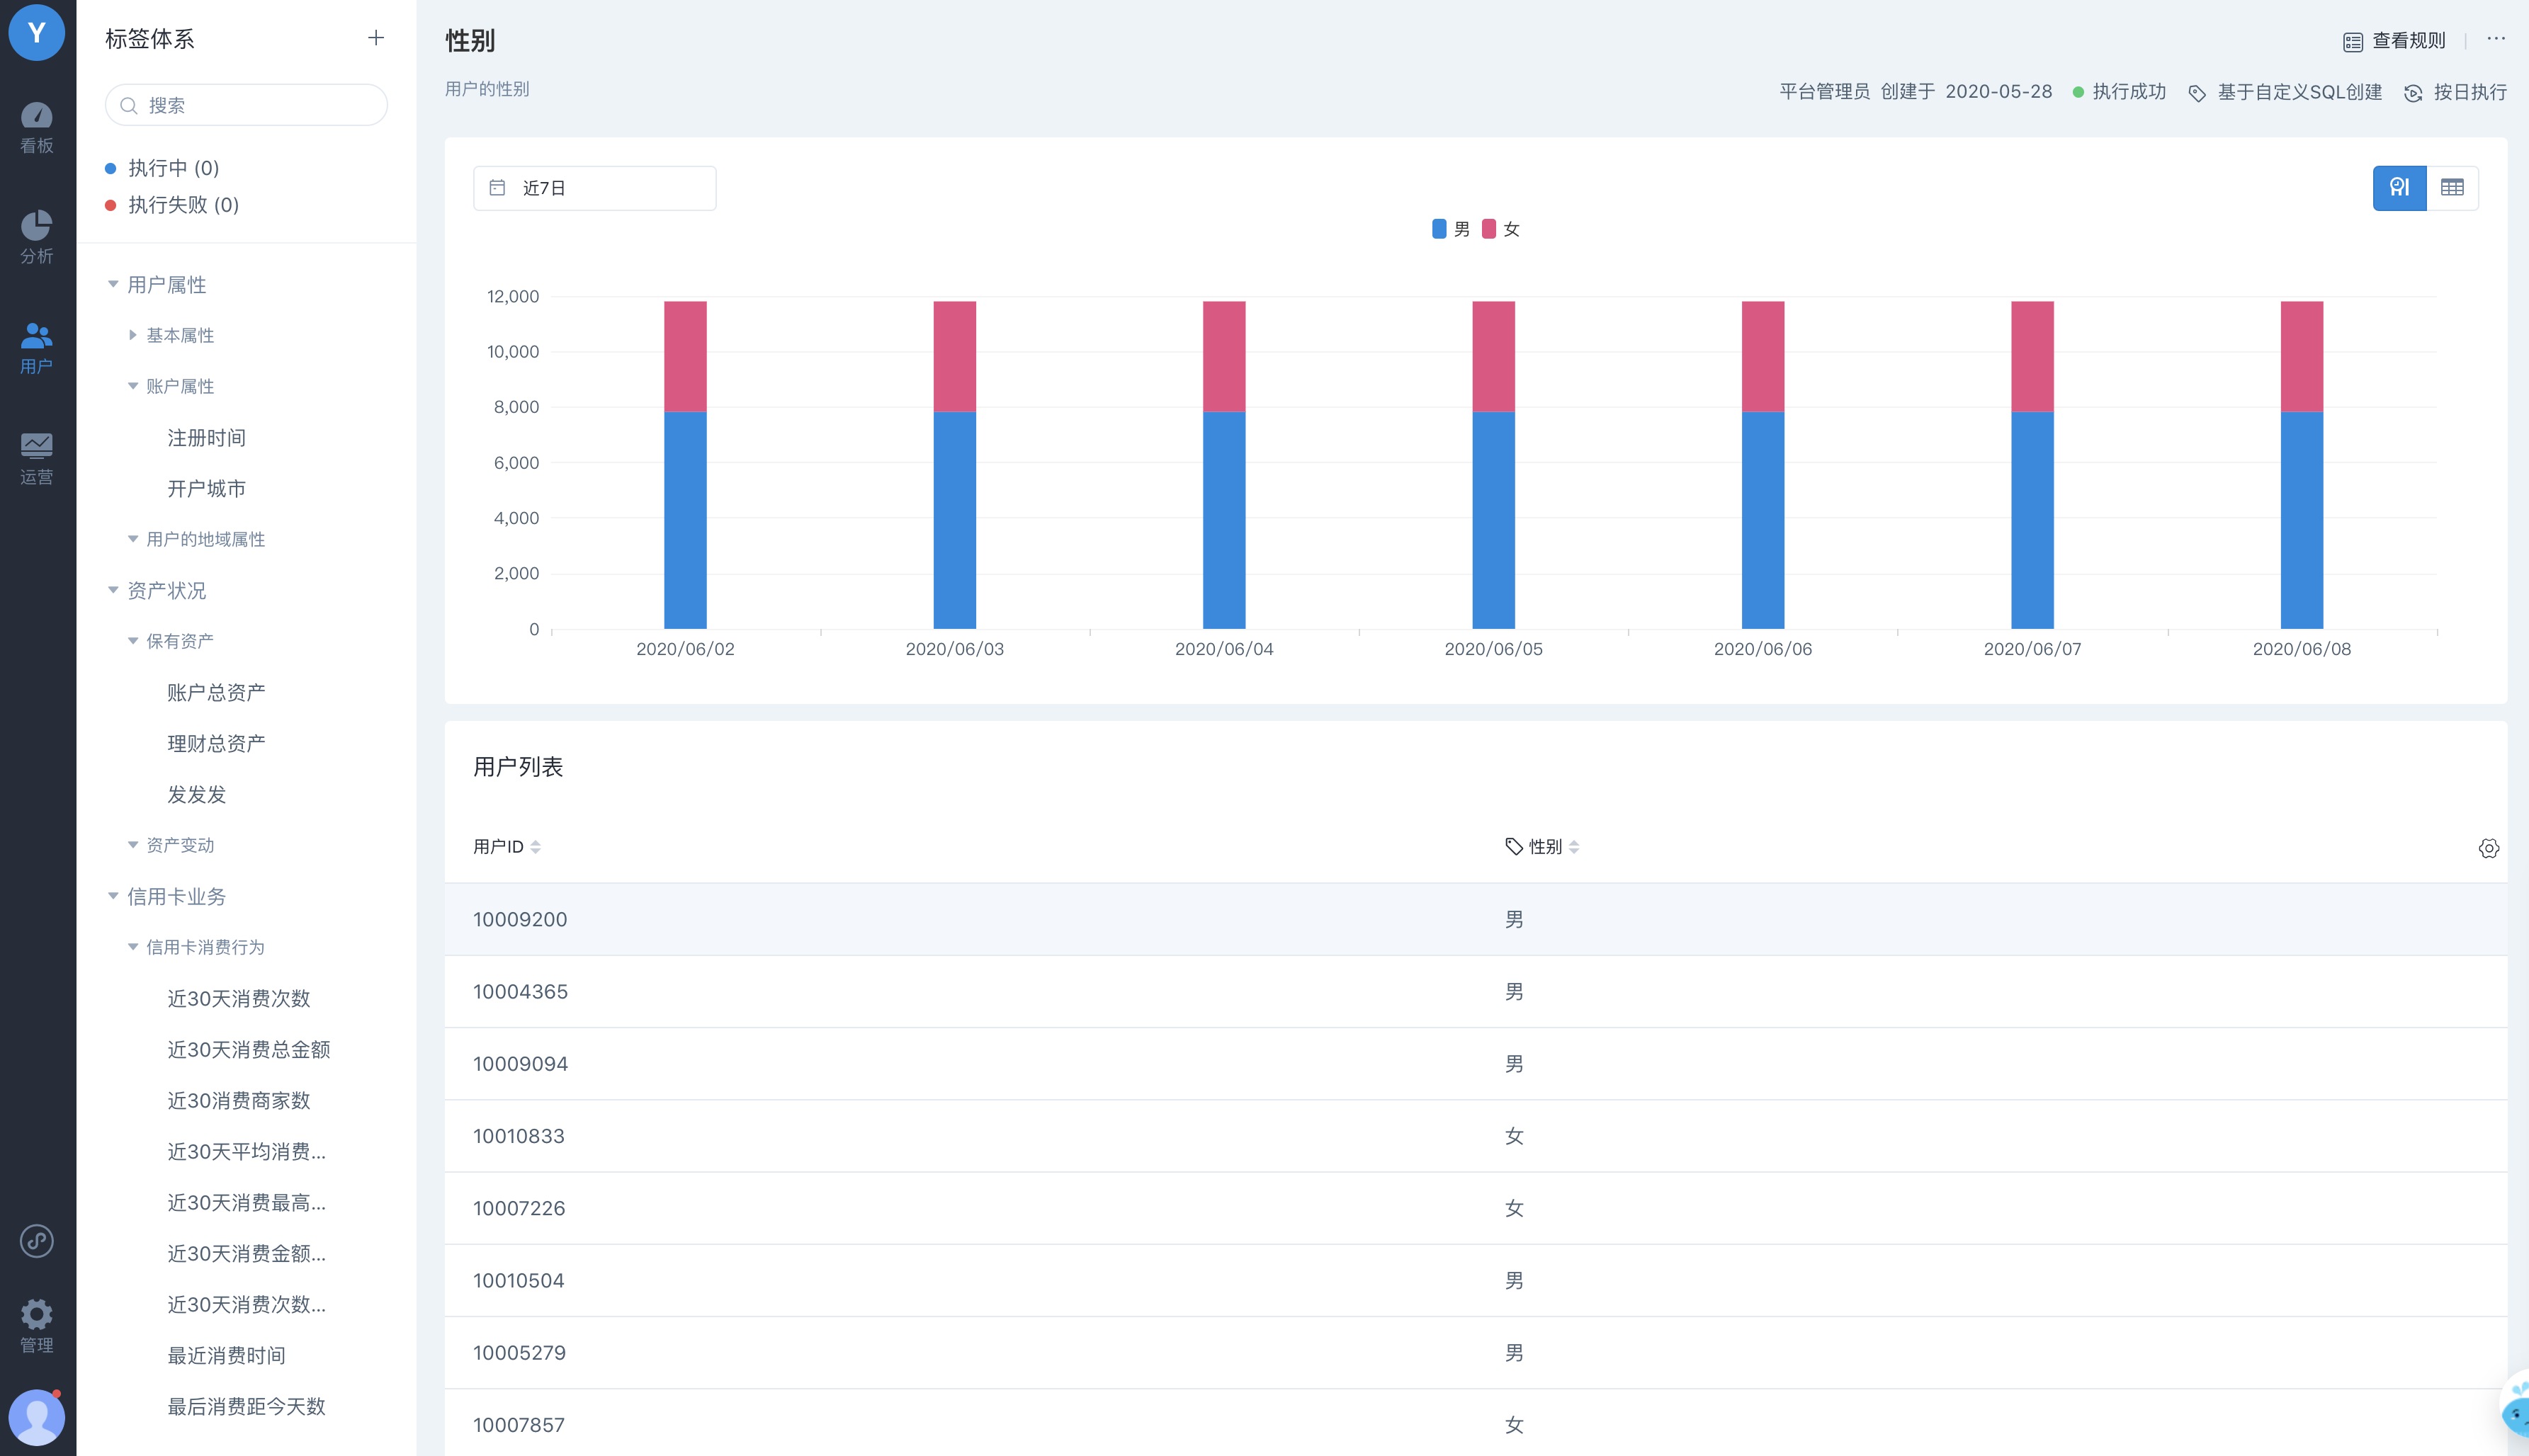 Y
看板
分析
用户
运营
管理
标签体系
搜索
执行中 (0)
执行失败 (0)
用户属性
基本属性
账户属性
注册时间
开户城市
用户的地域属性
资产状况
保有资产
账户总资产
理财总资产
发发发
资产变动
信用卡业务
信用卡消费行为
近30天消费次数
近30天消费总金额
近30消费商家数
近30天平均消费...
近30天消费最高...
近30天消费金额...
近30天消费次数...
最近消费时间
最后消费距今天数
性别
查看规则
用户的性别
平台管理员 创建于 2020-05-28 执行成功 基于自定义SQL创建 按日执行
近7日
男 女
12,000
10,000
8,000
6,000
4,000
2,000
0
2020/06/02 2020/06/03 2020/06/04 2020/06/05 2020/06/06 2020/06/07 2020/06/08
用户列表
用户ID 性别
10009200 男
10004365 男
10009094 男
10010833 女
10007226 女
10010504 男
10005279 男
10007857 女